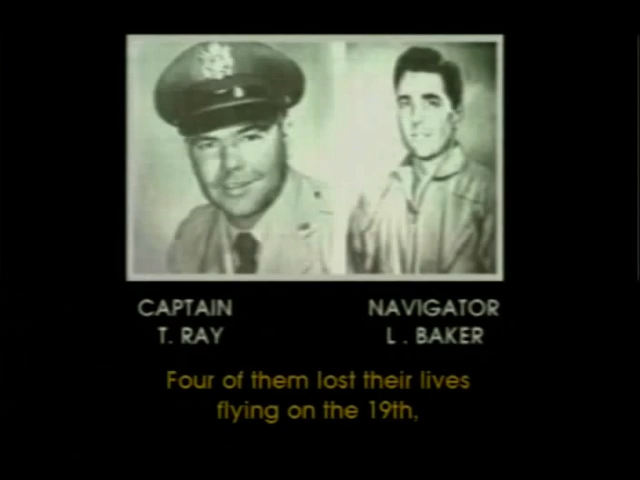 CAPTAIN NAVIGATOR
T. RAY L . BAKER
Four of them lost their lives
flying on the 19th,